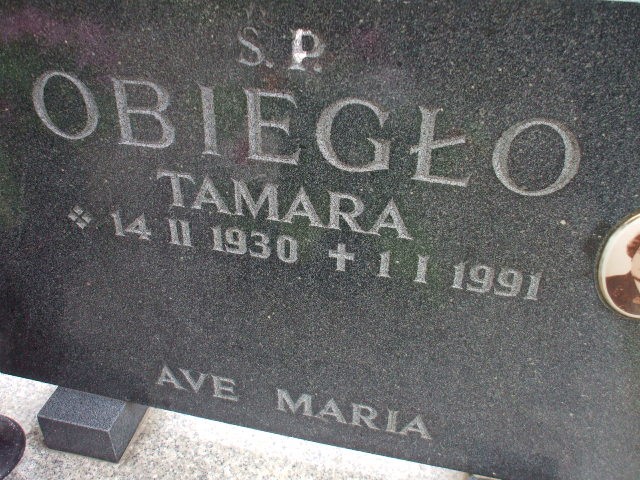 Ś. P.
OBIEGŁO
TAMARA
14 II 1930 ✝ 1 I 1991
AVE MARIA